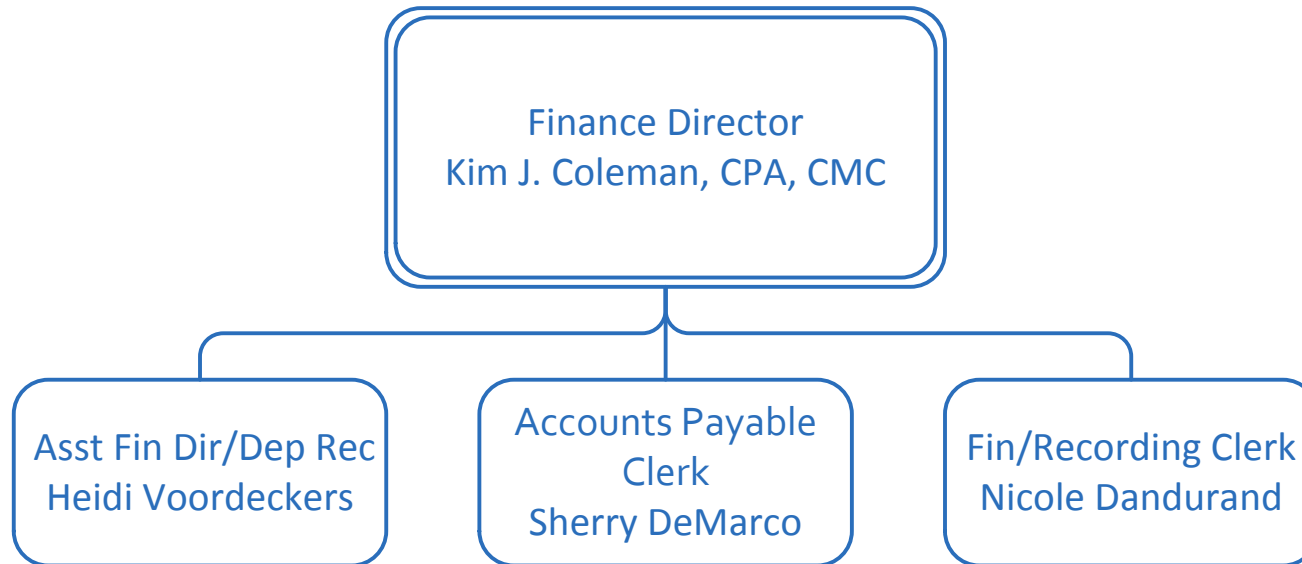 Finance Director
Kim J. Coleman, CPA, CMC
Asst Fin Dir/Dep Rec
Heidi Voordeckers
Accounts Payable
Clerk
Sherry DeMarco
Fin/Recording Clerk
Nicole Dandurand